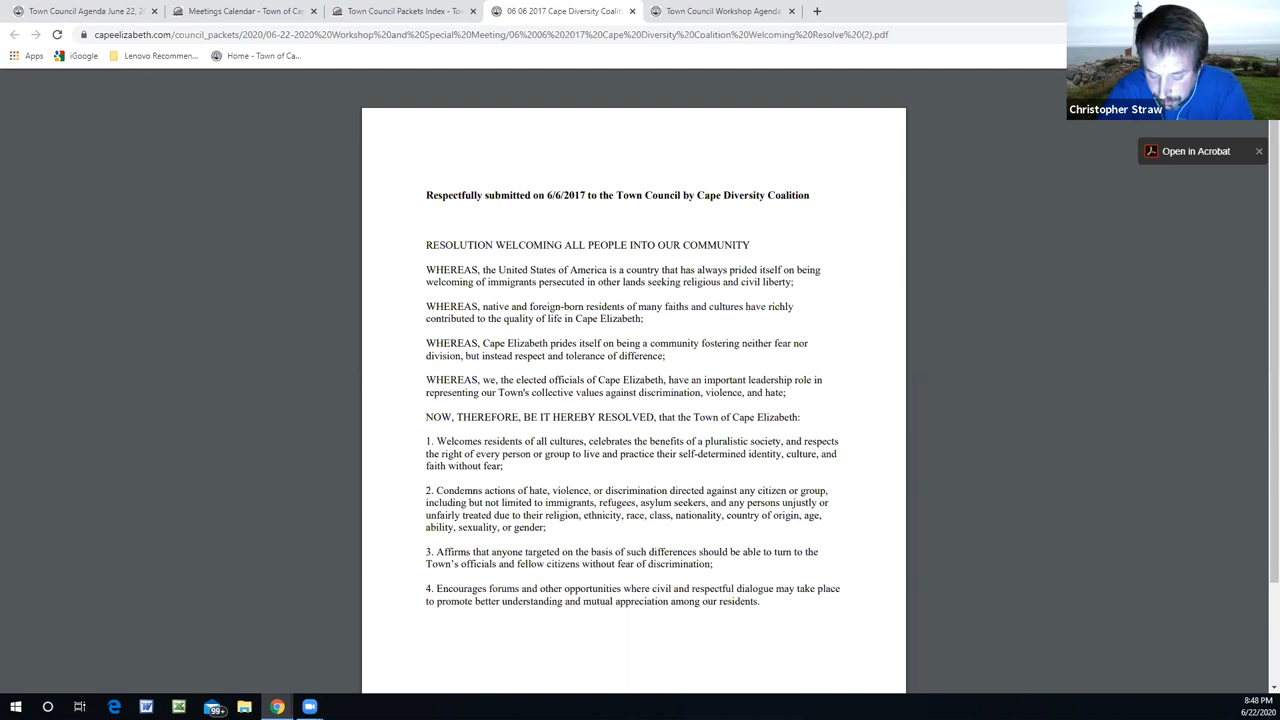 Town Council Agenda June 22, 20
Meetings Calendar - Town of Cap
Town Council Packets Index - Tow
06 06 2017 Cape Diversity Coaliti
Town Council Workshop Agenda
capeelizabeth.com/council_packets/2020/06-22-2020%20Workshop%20and%20Special%20Meeting/06%2006%202017%20Cape%20Diversity%20Coalition%20Welcoming%20Resolve%20(2).pdf
Apps
iGoogle
Lenovo Recommen...
Home - Town of Ca...
Christopher Straw
Open in Acrobat
Respectfully submitted on 6/6/2017 to the Town Council by Cape Diversity Coalition
RESOLUTION WELCOMING ALL PEOPLE INTO OUR COMMUNITY
WHEREAS, the United States of America is a country that has always prided itself on being
welcoming of immigrants persecuted in other lands seeking religious and civil liberty;
WHEREAS, native and foreign-born residents of many faiths and cultures have richly
contributed to the quality of life in Cape Elizabeth;
WHEREAS, Cape Elizabeth prides itself on being a community fostering neither fear nor
division, but instead respect and tolerance of difference;
WHEREAS, we, the elected officials of Cape Elizabeth, have an important leadership role in
representing our Town's collective values against discrimination, violence, and hate;
NOW, THEREFORE, BE IT HEREBY RESOLVED, that the Town of Cape Elizabeth:
1. Welcomes residents of all cultures, celebrates the benefits of a pluralistic society, and respects
the right of every person or group to live and practice their self-determined identity, culture, and
faith without fear;
2. Condemns actions of hate, violence, or discrimination directed against any citizen or group,
including but not limited to immigrants, refugees, asylum seekers, and any persons unjustly or
unfairly treated due to their religion, ethnicity, race, class, nationality, country of origin, age,
ability, sexuality, or gender;
3. Affirms that anyone targeted on the basis of such differences should be able to turn to the
Town's officials and fellow citizens without fear of discrimination;
4. Encourages forums and other opportunities where civil and respectful dialogue may take place
to promote better understanding and mutual appreciation among our residents.
99+
8:48 PM
6/22/2020